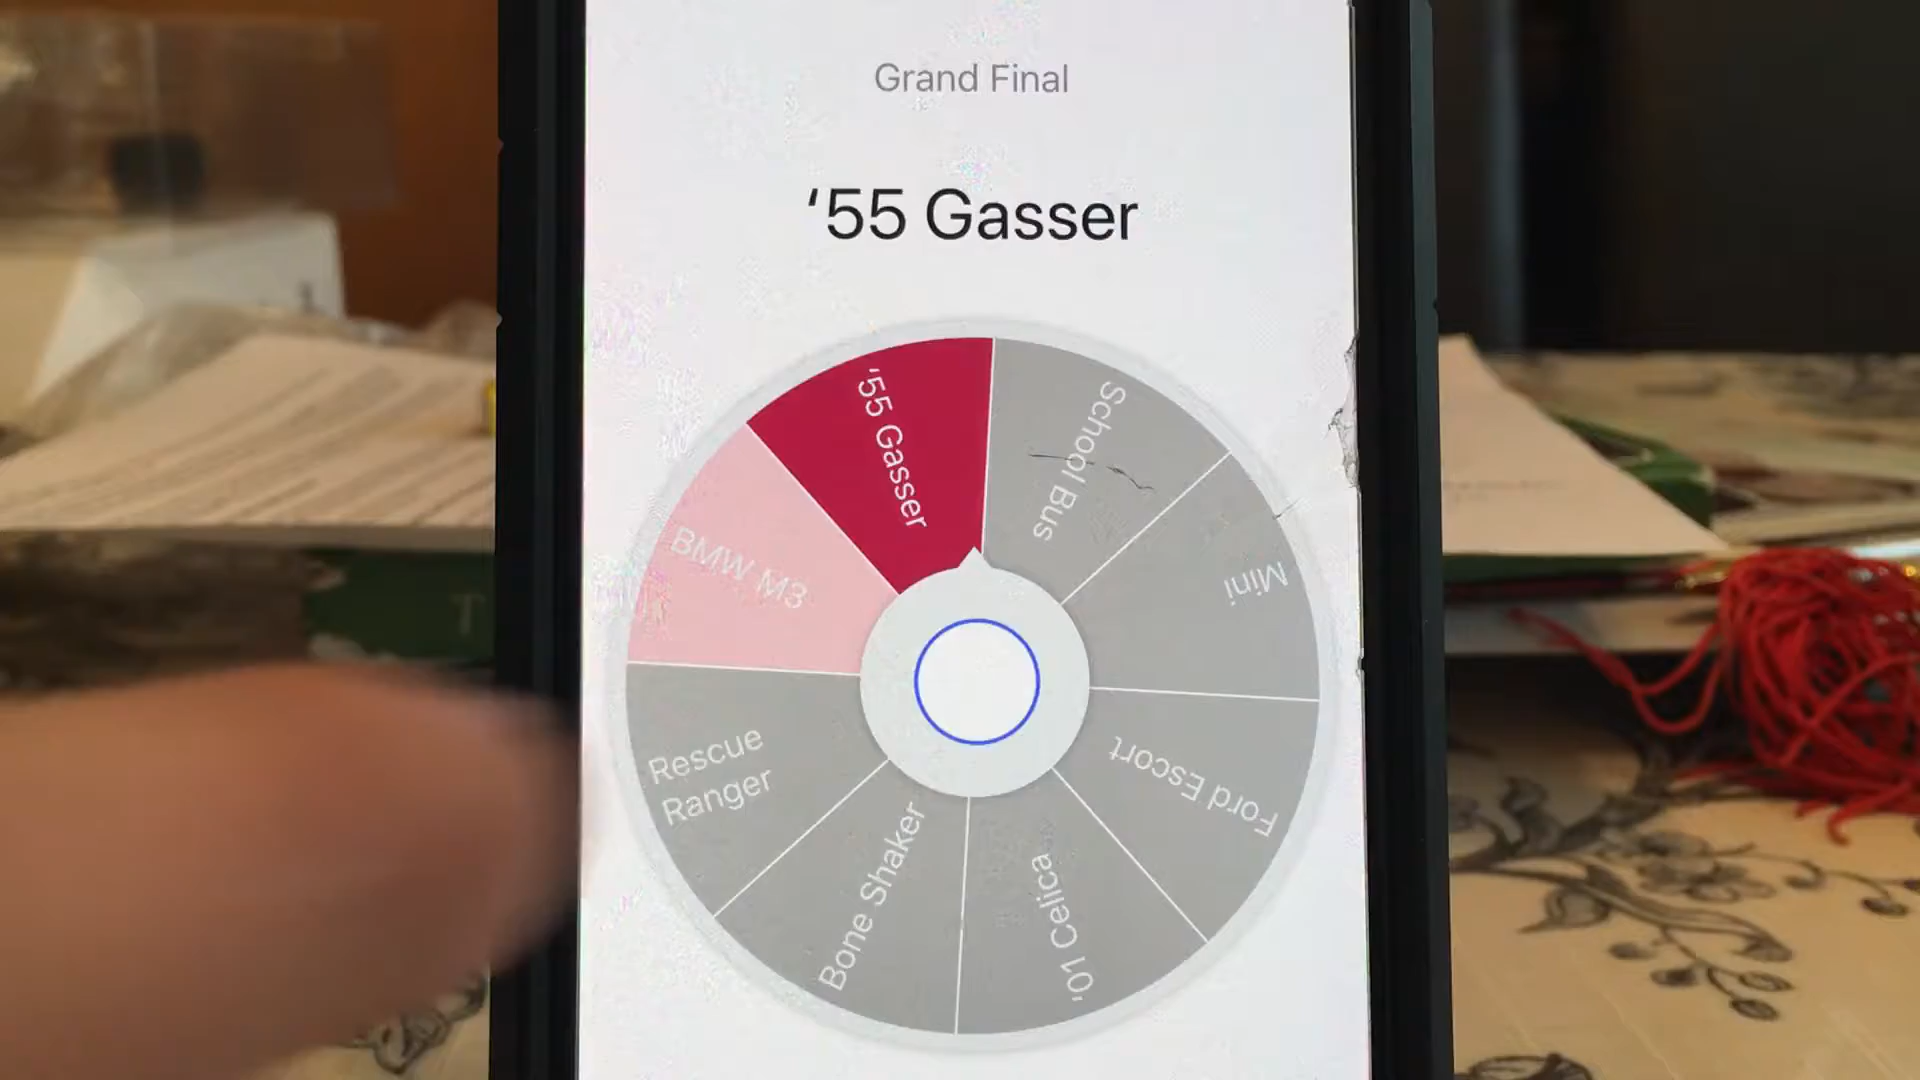 Grand Final
‘55 Gasser
‘55 Gasser
School Bus
Mini
Ford Escort
‘01 Celica
Bone Shaker
Rescue
Ranger
BMW M3
T